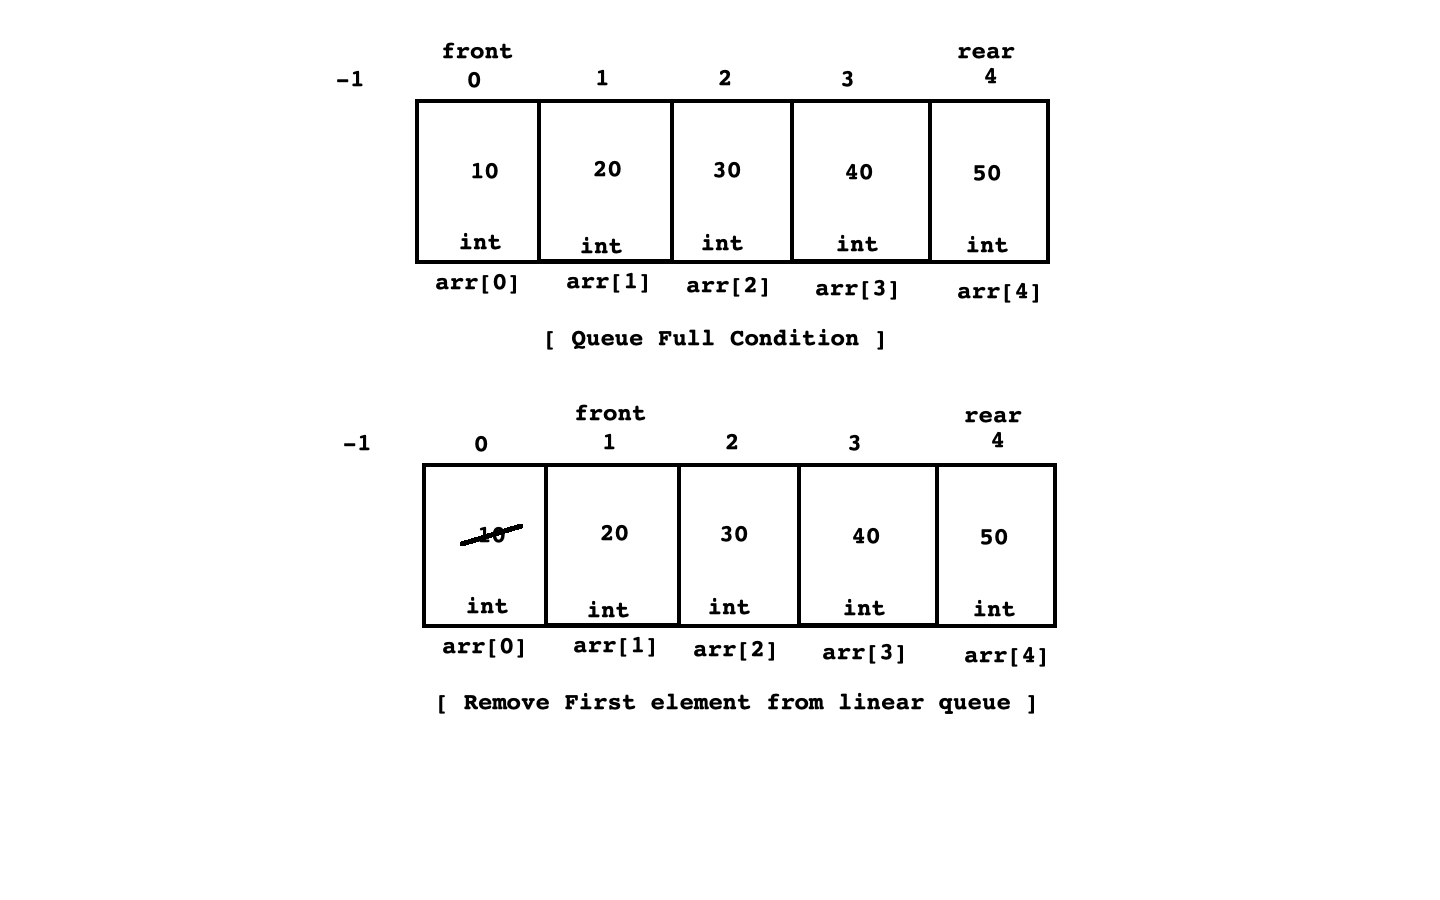 front rear
-1 0 1 2 3 4
10 20 30 40 50
int int int int int
arr[0] arr[1] arr[2] arr[3] arr[4]
[ Queue Full Condition ]
front rear
-1 0 1 2 3 4
10 20 30 40 50
int int int int int
arr[0] arr[1] arr[2] arr[3] arr[4]
[ Remove First element from linear queue ]